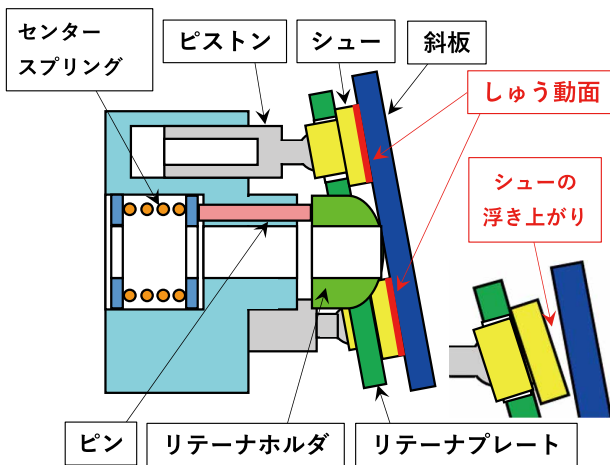 センター
スプリング
ピストン
シュー
斜板
しゅう動面
シューの
浮き上がり
ピン
リテーナホルダ
リテーナプレート